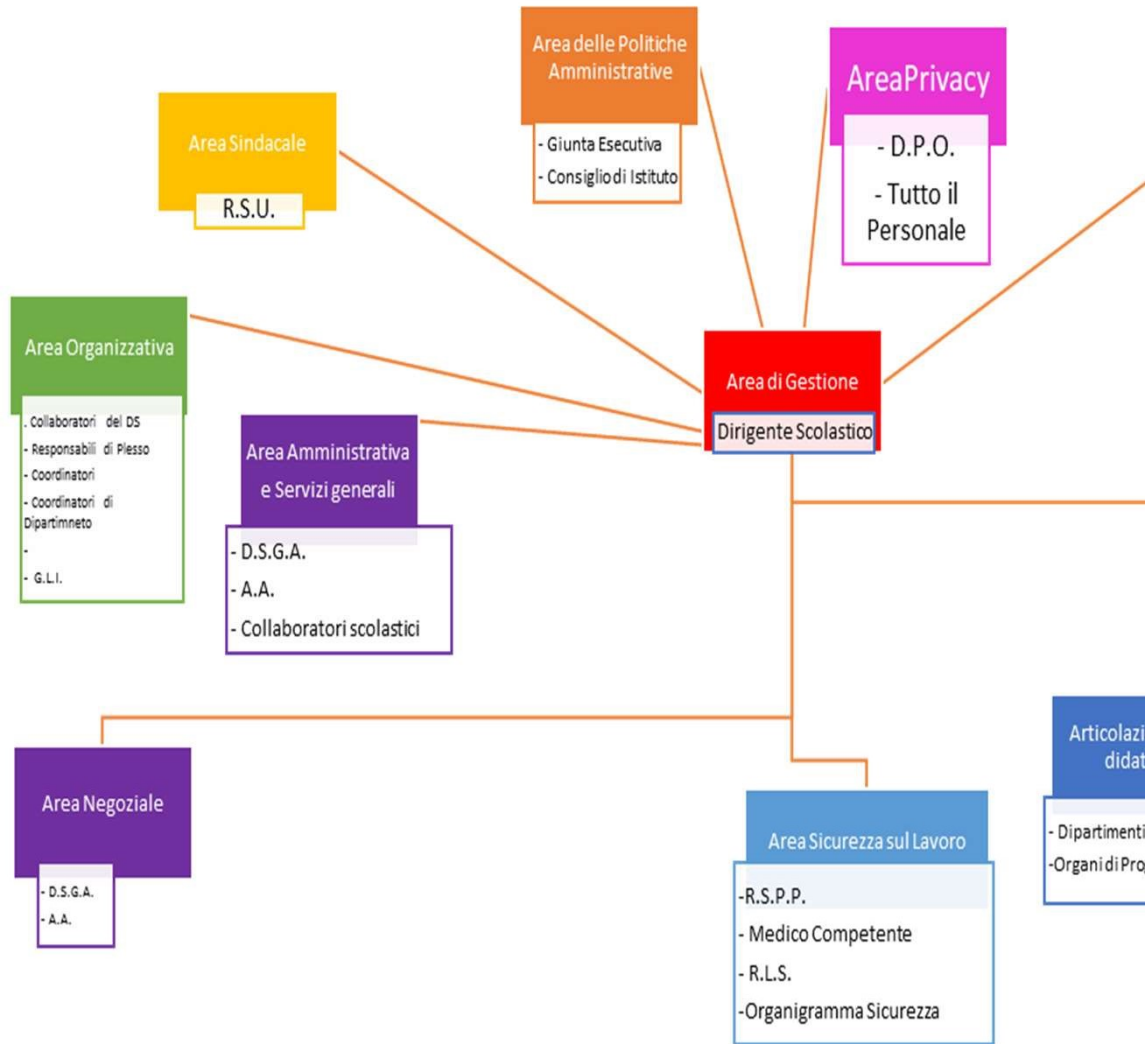 Area delle Politiche
Amministrative
- Giunta Esecutiva
- Consiglio di Istituto
AreaPrivacy
- D.P.O.
- Tutto il
Personale
Area Sindacale
R.S.U.
Area Organizzativa
. Collaboratori del DS
- Responsabili di Plesso
- Coordinatori
- Coordinatori di
Dipartimneto
-
- G.L.I.
Area di Gestione
Dirigente Scolastico
Area Amministrativa
e Servizi generali
- D.S.G.A.
- A.A.
- Collaboratori scolastici
Area Negoziale
- D.S.G.A.
- A.A.
Area Sicurezza sul Lavoro
-R.S.P.P.
- Medico Competente
- R.L.S.
-Organigramma Sicurezza
Articolazi
didat
- Dipartimenti
-Organi di Pro